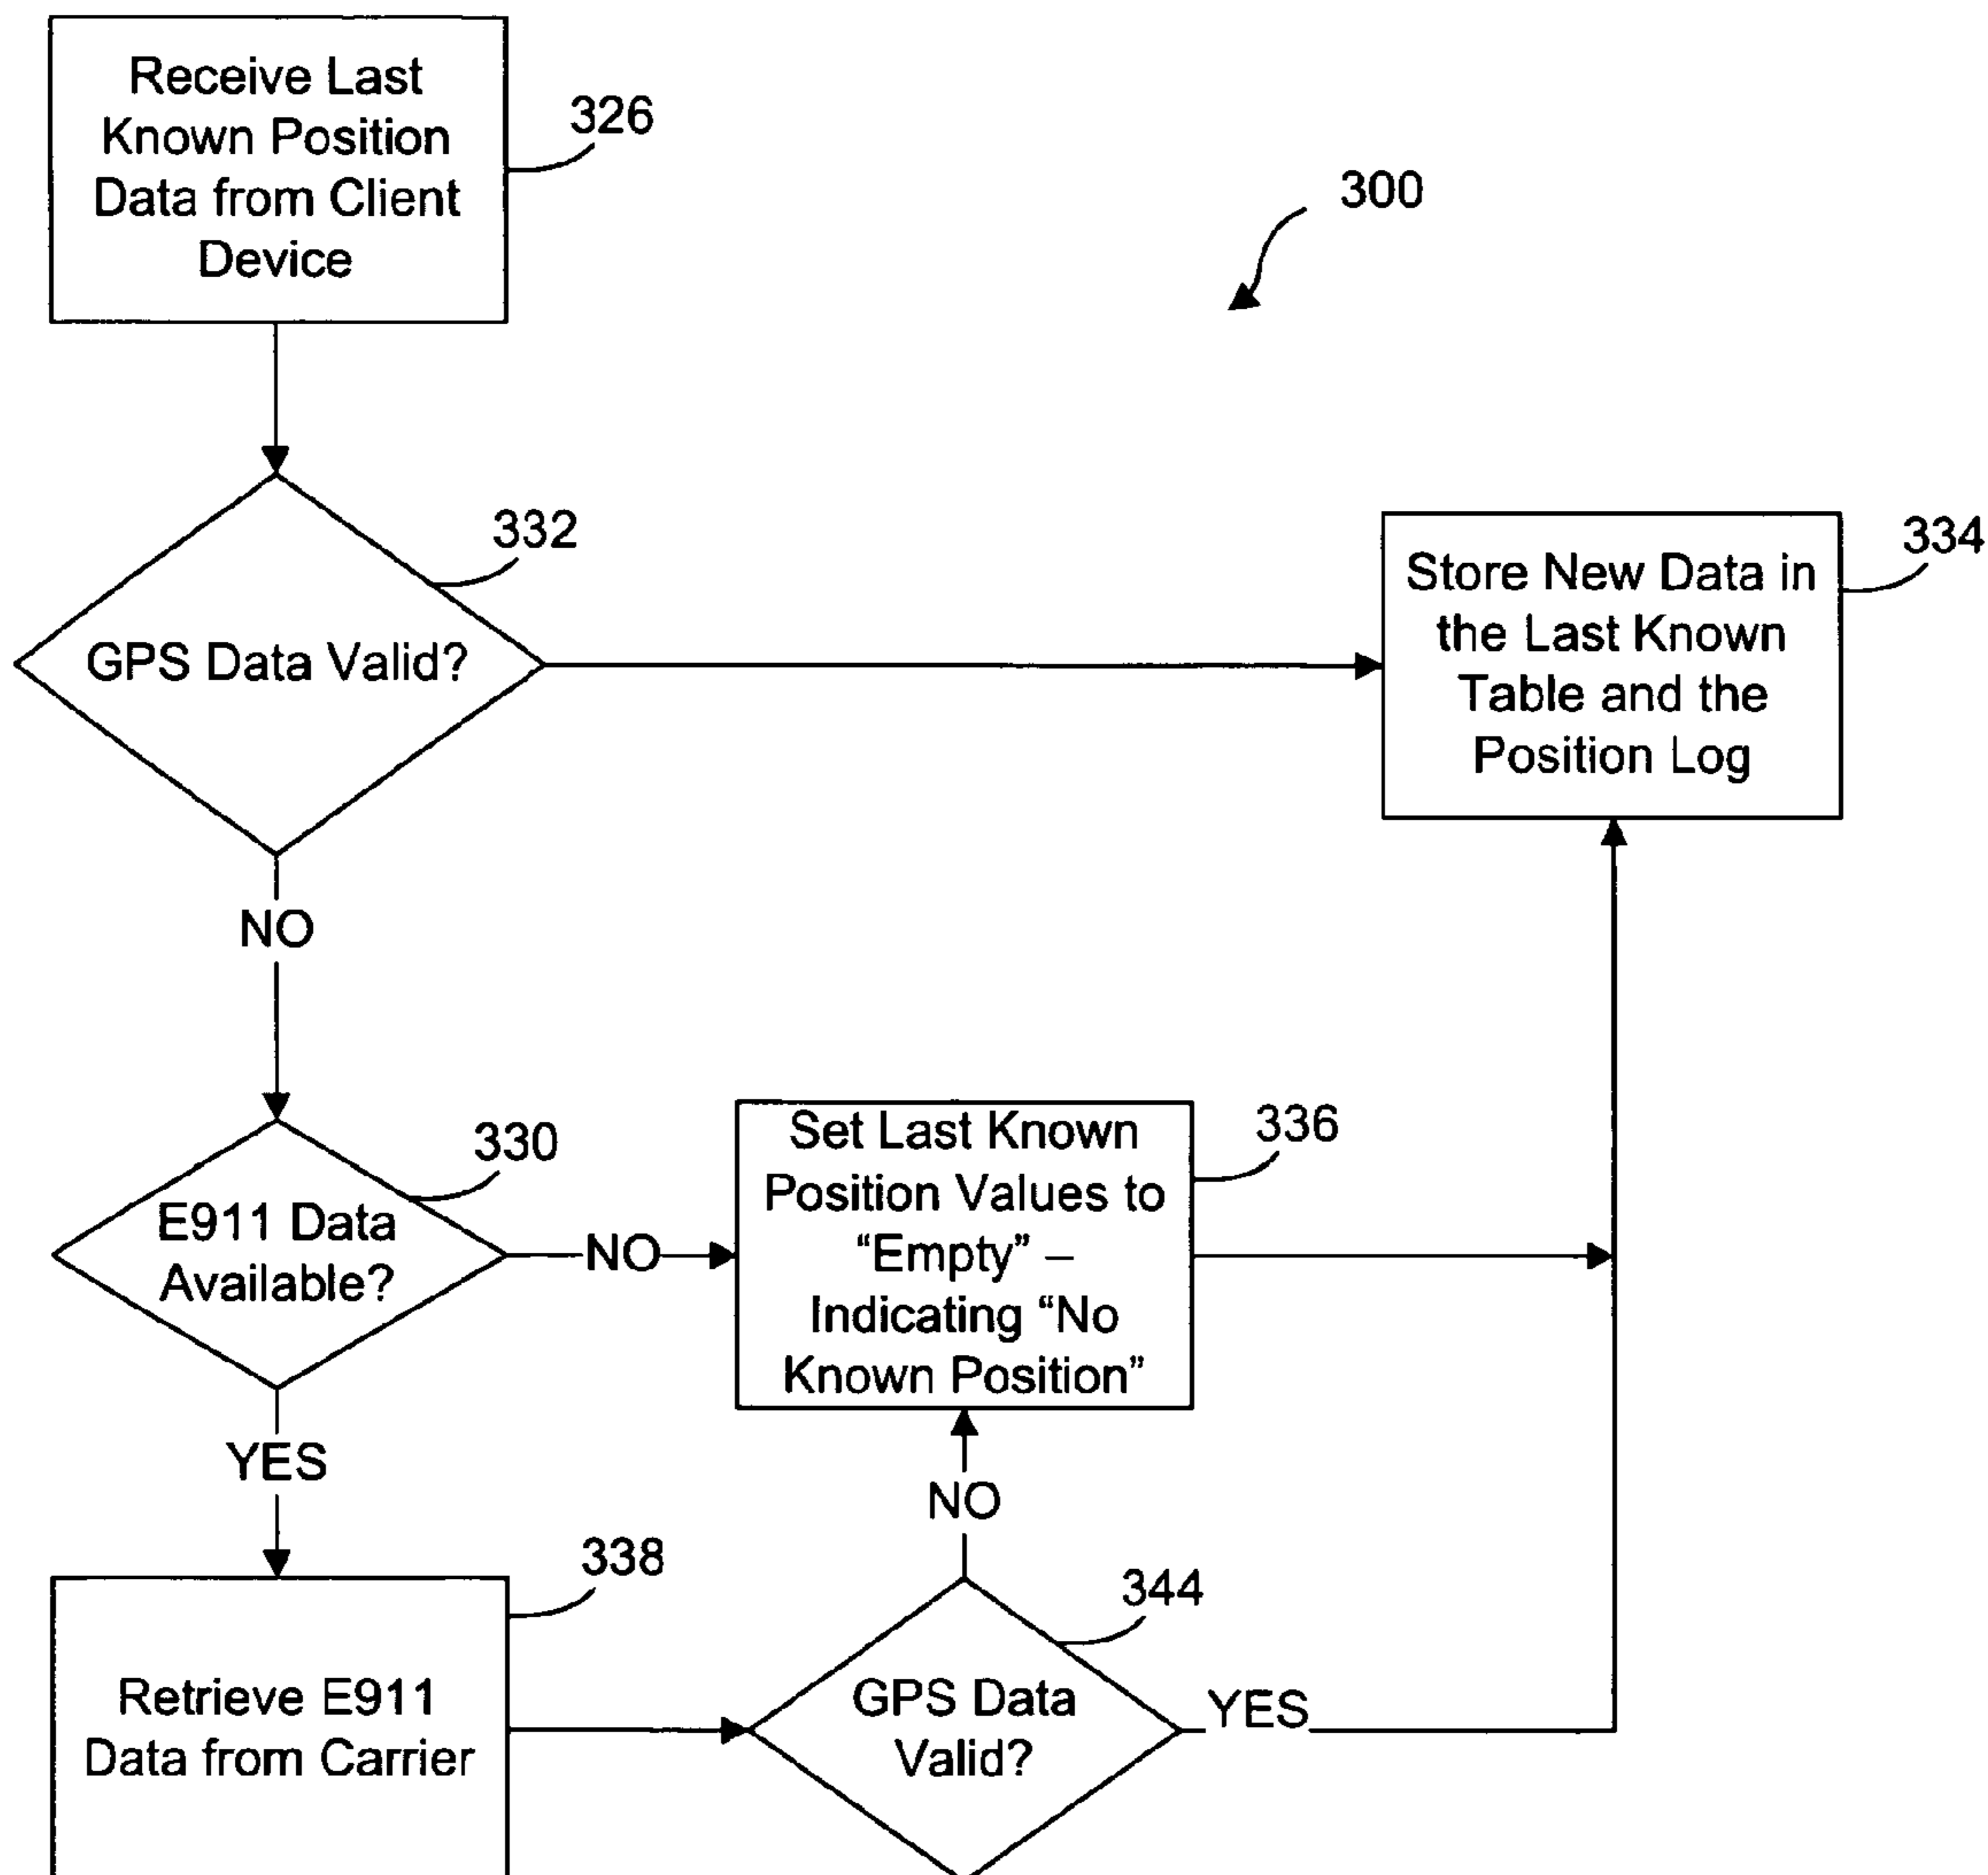 Receive Last
Known Position
Data from Client
Device
326
300
332
GPS Data Valid?
334
Store New Data in
the Last Known
Table and the
Position Log
NO
330
E911 Data
Available?
NO
336
Set Last Known
Position Values to
“Empty” –
Indicating “No
Known Position”
YES
NO
338
Retrieve E911
Data from Carrier
344
GPS Data
Valid?
YES